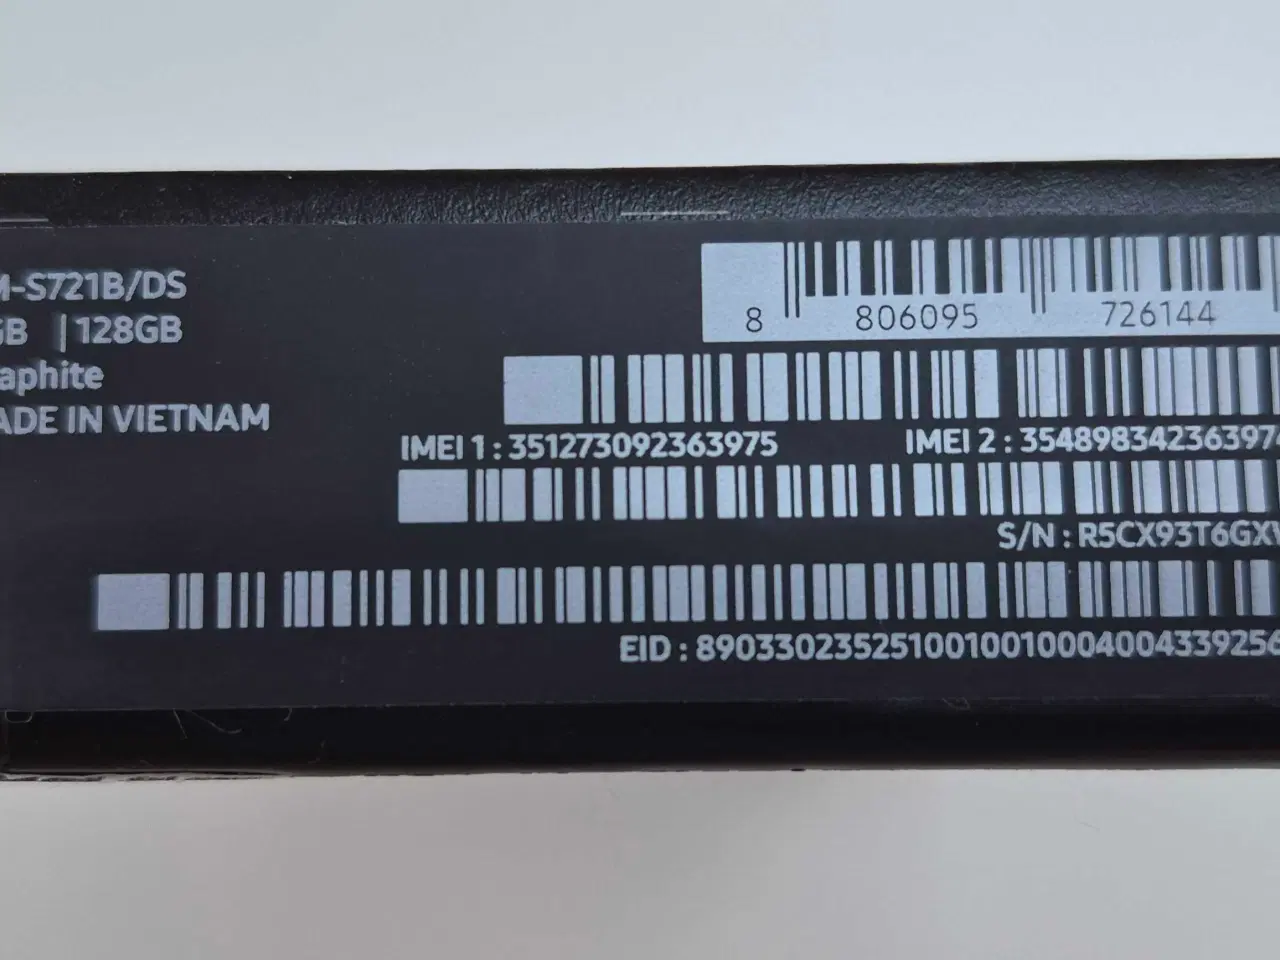 M-S721B/DS
GB | 128GB
aphite
ADE IN VIETNAM
8 806095 726144
IMEI 1 : 351273092363975 IMEI 2 : 35489834236397
S/N : R5CX93T6GX
EID : 8903302352510010010004004339256